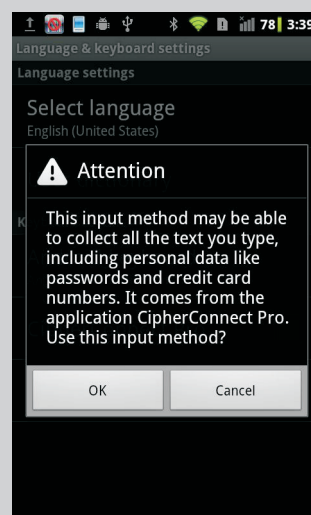 78 3:39
Language & keyboard settings
Language settings
Select language
English (United States)
K
Attention
This input method may be able
to collect all the text you type,
including personal data like
passwords and credit card
numbers. It comes from the
application CipherConnect Pro.
Use this input method?
OK Cancel